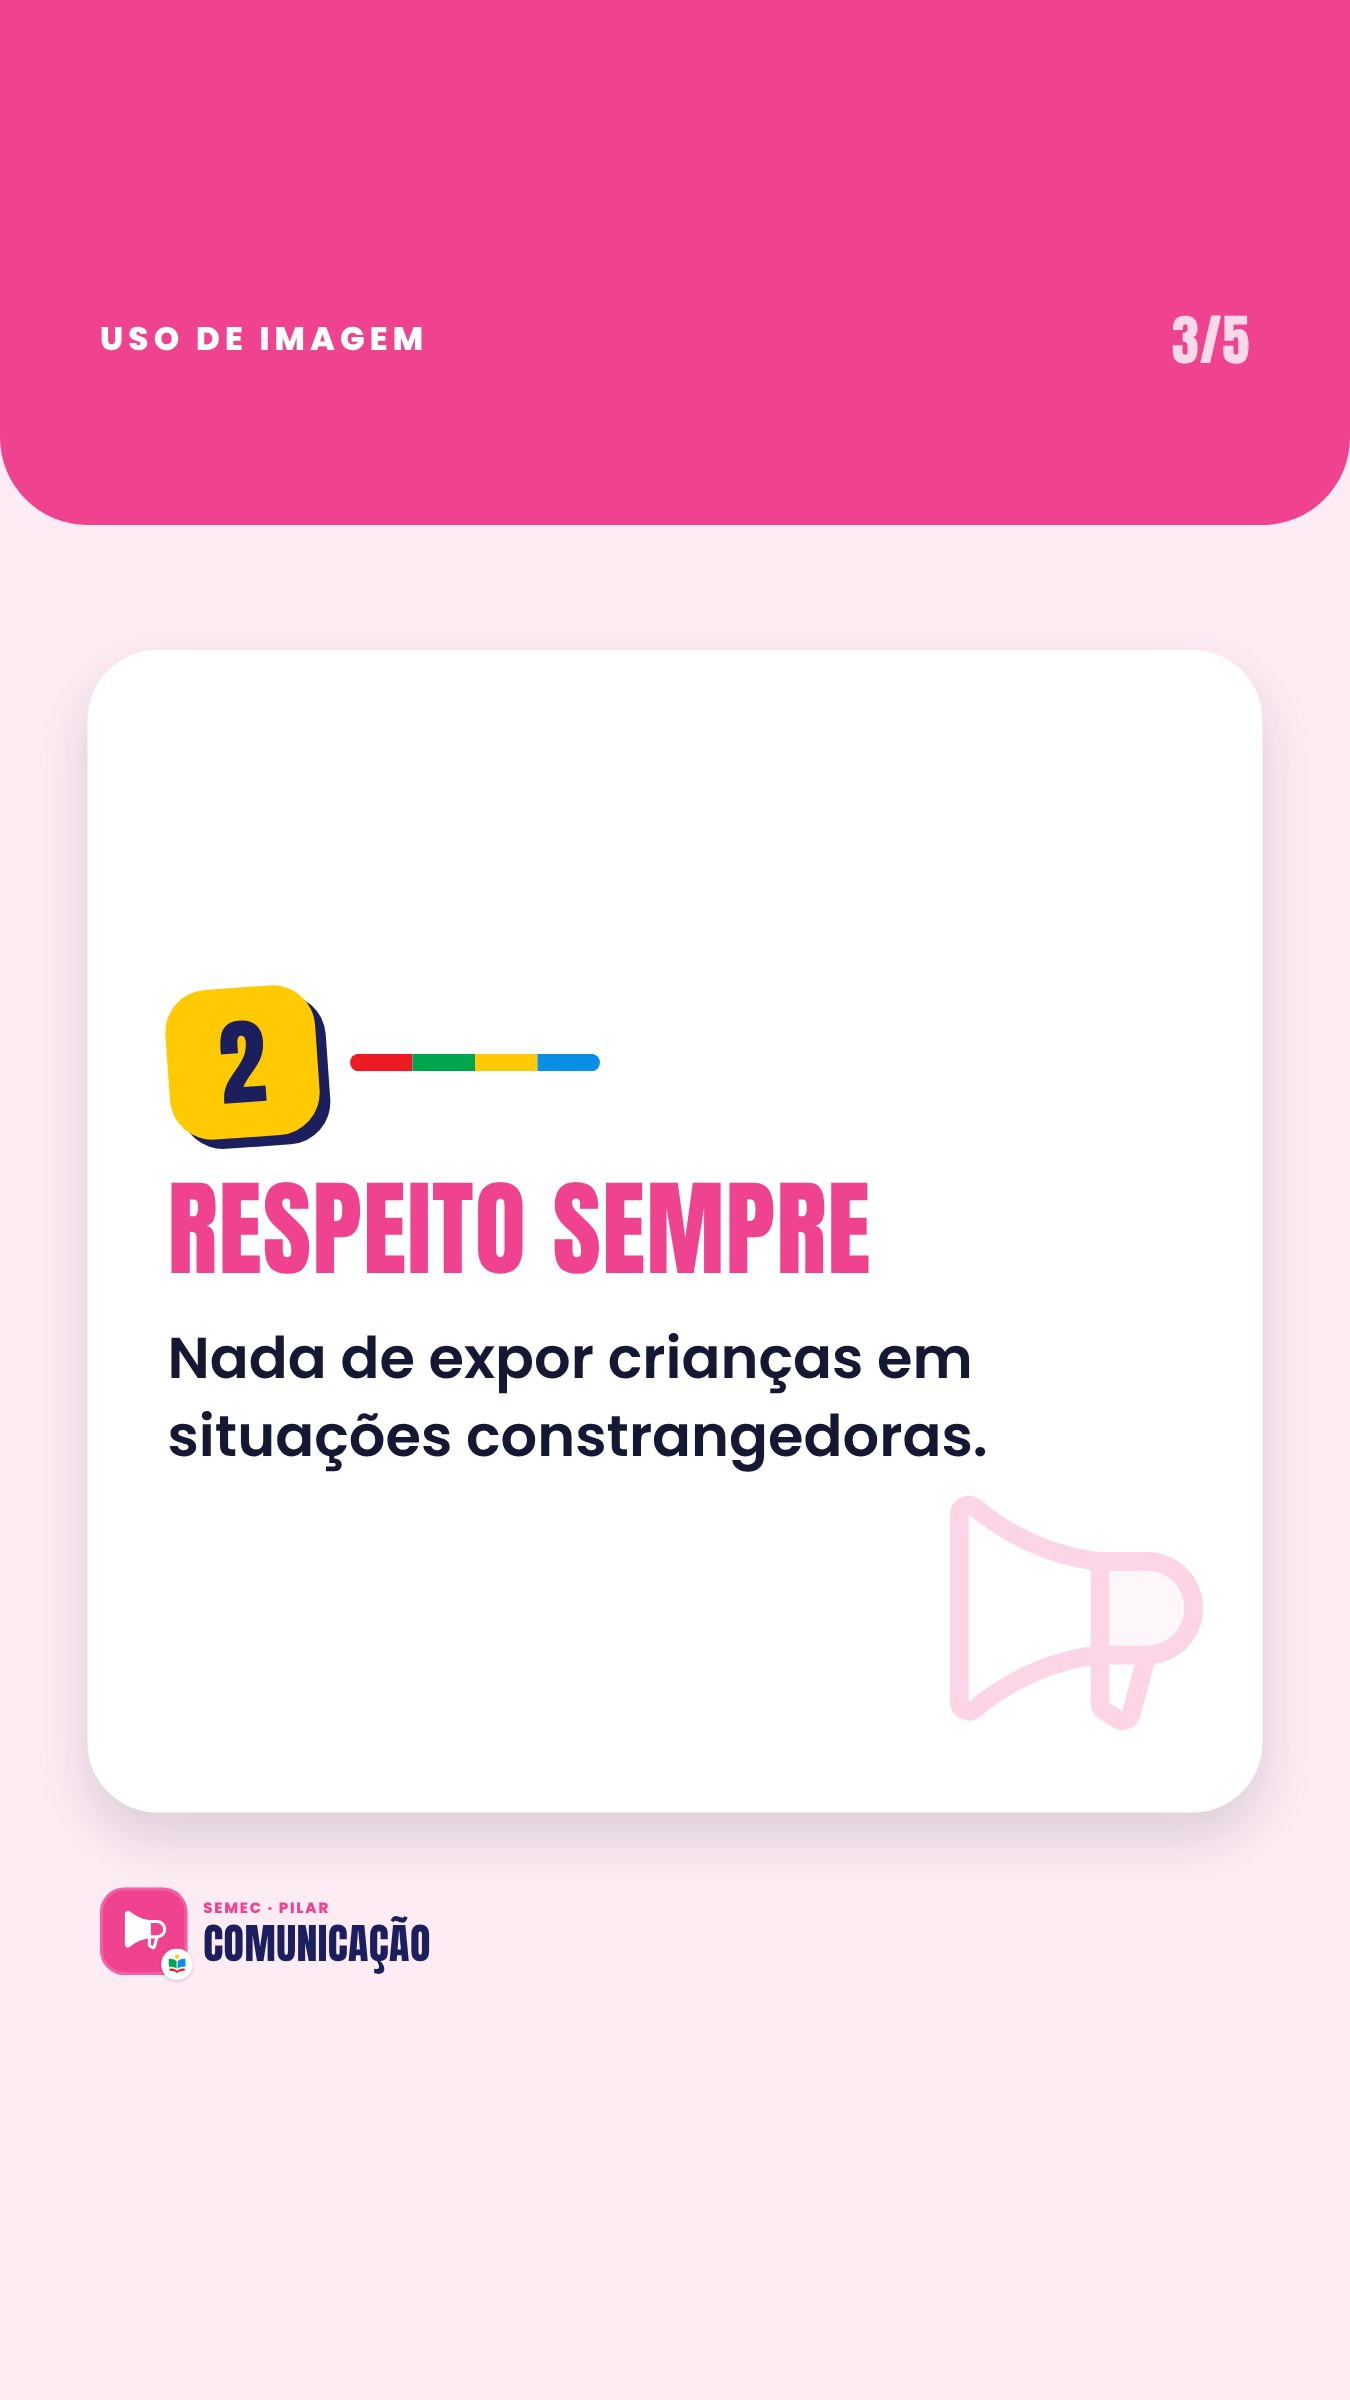 USO DE IMAGEM
3/5
2
RESPEITO SEMPRE
Nada de expor crianças em
situações constrangedoras.
SEMEC · PILAR
COMUNICAÇÃO